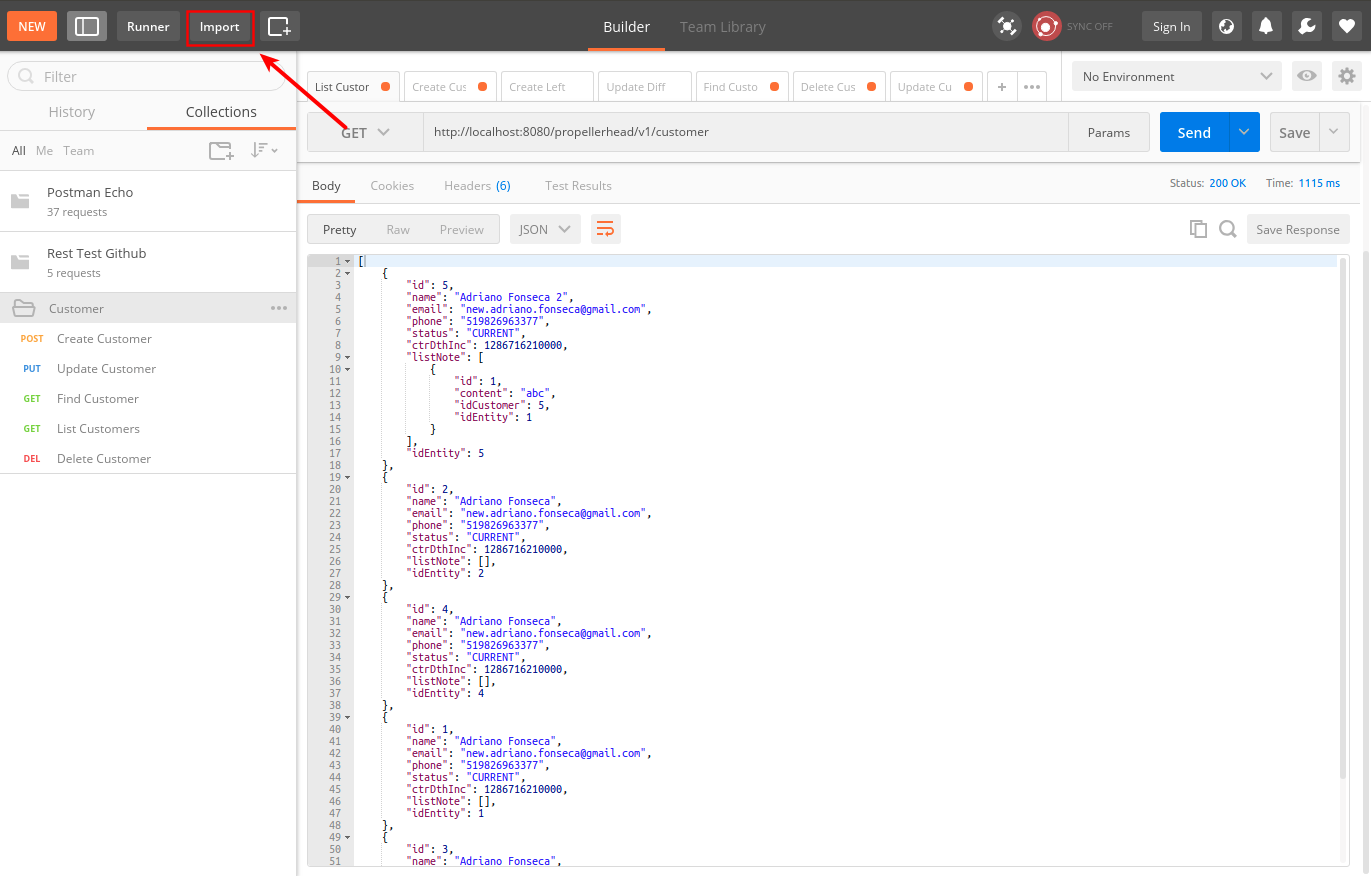 NEW Runner Import Builder Team Library SYNC OFF Sign In
Filter
History Collections
All Me Team
Postman Echo
37 requests
Rest Test Github
5 requests
Customer
POST Create Customer
PUT Update Customer
GET Find Customer
GET List Customers
DEL Delete Customer
List Custor Create Cus Create Left Update Diff Find Custo Delete Cus Update Cu + No Environment
GET http://localhost:8080/propellerhead/v1/customer Params Send Save
Body Cookies Headers (6) Test Results Status: 200 OK Time: 1115 ms
Pretty Raw Preview JSON Save Response
1 [
2 {
3 "id": 5,
4 "name": "Adriano Fonseca 2",
5 "email": "new.adriano.fonseca@gmail.com",
6 "phone": "519826963377",
7 "status": "CURRENT",
8 "ctrDthInc": 1286716210000,
9 "listNote": [
10 {
11 "id": 1,
12 "content": "abc",
13 "idCustomer": 5,
14 "idEntity": 1
15 }
16 ],
17 "idEntity": 5
18 },
19 {
20 "id": 2,
21 "name": "Adriano Fonseca",
22 "email": "new.adriano.fonseca@gmail.com",
23 "phone": "519826963377",
24 "status": "CURRENT",
25 "ctrDthInc": 1286716210000,
26 "listNote": [],
27 "idEntity": 2
28 },
29 {
30 "id": 4,
31 "name": "Adriano Fonseca",
32 "email": "new.adriano.fonseca@gmail.com",
33 "phone": "519826963377",
34 "status": "CURRENT",
35 "ctrDthInc": 1286716210000,
36 "listNote": [],
37 "idEntity": 4
38 },
39 {
40 "id": 1,
41 "name": "Adriano Fonseca",
42 "email": "new.adriano.fonseca@gmail.com",
43 "phone": "519826963377",
44 "status": "CURRENT",
45 "ctrDthInc": 1286716210000,
46 "listNote": [],
47 "idEntity": 1
48 },
49 {
50 "id": 3,
51 "name": "Adriano Fonseca",